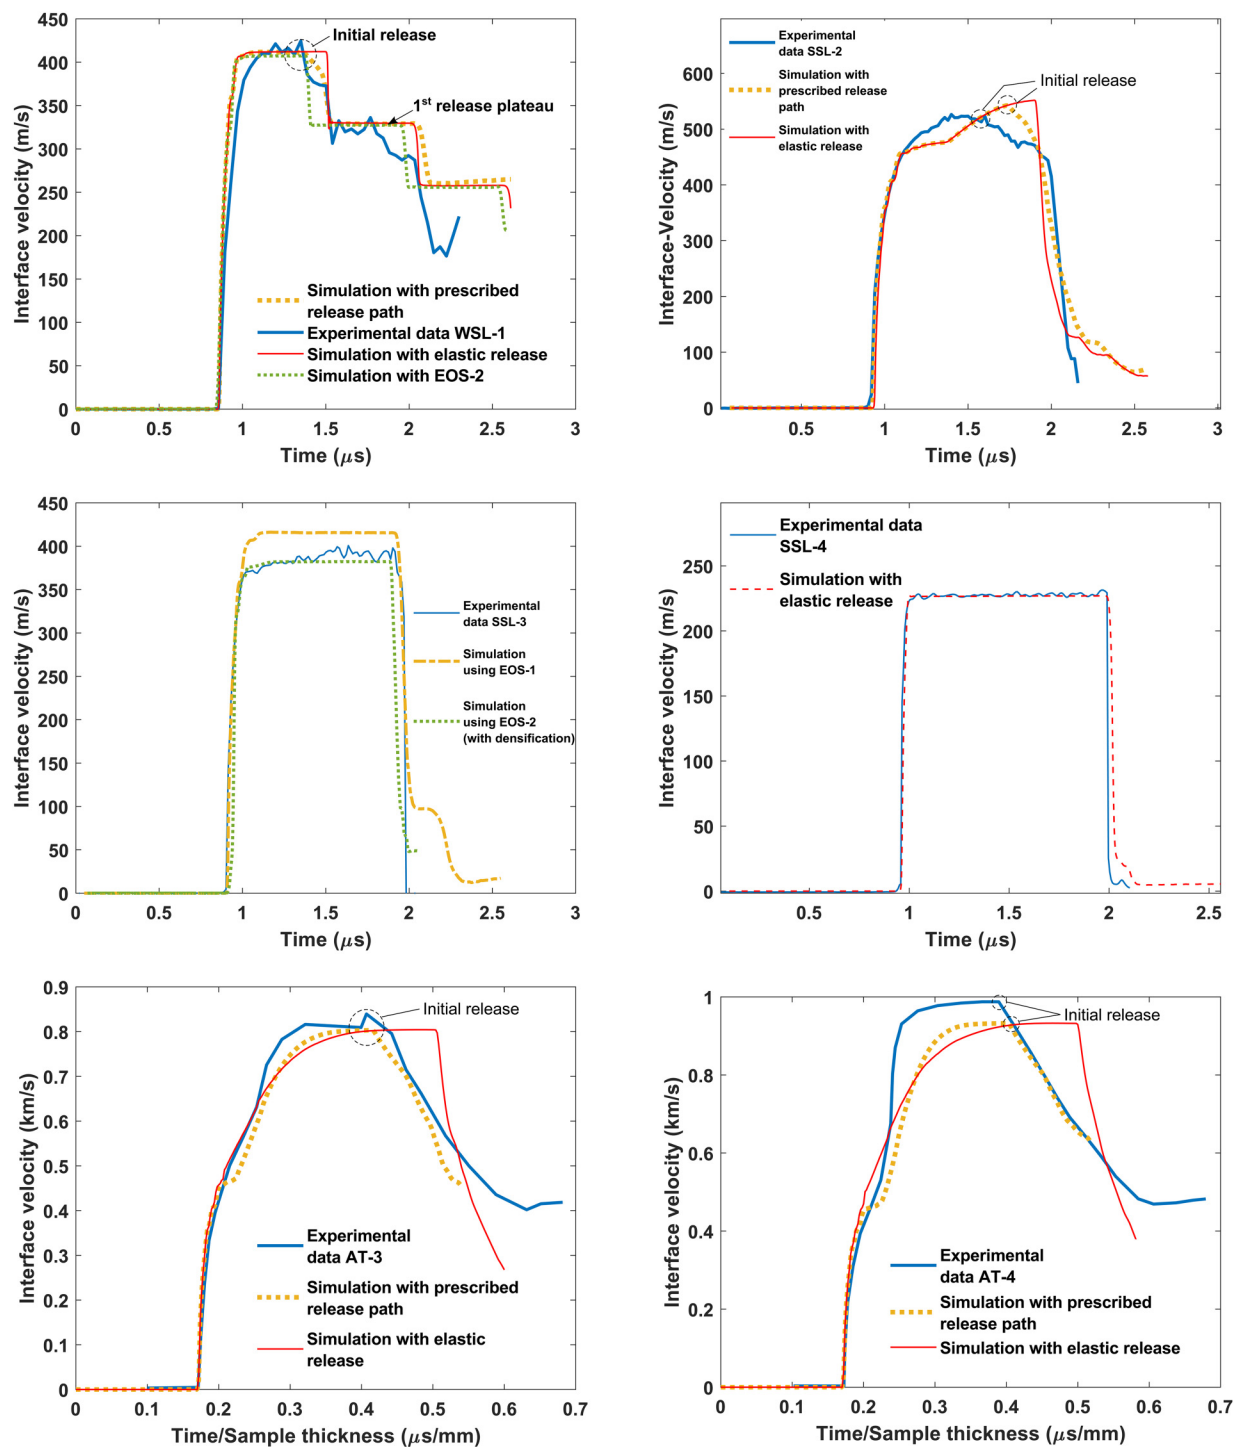 450
400
350
300
250
200
150
100
50
0
Interface velocity (m/s)
Initial release
1st release plateau
Simulation with prescribed
release path
Experimental data WSL-1
Simulation with elastic release
Simulation with EOS-2
0 0.5 1 1.5 2 2.5 3
Time (μs)
600
500
400
300
200
100
0
Interface-Velocity (m/s)
Experimental
data SSL-2
Simulation with
prescribed release
path
Simulation with
elastic release
Initial release
0.5 1 1.5 2 2.5 3
Time (μs)
450
400
350
300
250
200
150
100
50
0
Interface velocity (m/s)
Experimental
data SSL-3
Simulation
using EOS-1
Simulation
using EOS-2
(with densification)
0 0.5 1 1.5 2 2.5 3
Time (μs)
250
200
150
100
50
0
Interface velocity (m/s)
Experimental data
SSL-4
Simulation with
elastic release
0.5 1 1.5 2 2.5
Time (μs)
0.9
0.8
0.7
0.6
0.5
0.4
0.3
0.2
0.1
0
Interface velocity (km/s)
Initial release
Experimental
data AT-3
Simulation with prescribed
release path
Simulation with elastic
release
0 0.1 0.2 0.3 0.4 0.5 0.6 0.7
Time/Sample thickness (μs/mm)
1
0.8
0.6
0.4
0.2
0
Interface velocity (km/s)
Initial release
Experimental
data AT-4
Simulation with prescribed
release path
Simulation with elastic release
0 0.1 0.2 0.3 0.4 0.5 0.6 0.7
Time/Sample thickness (μs/mm)